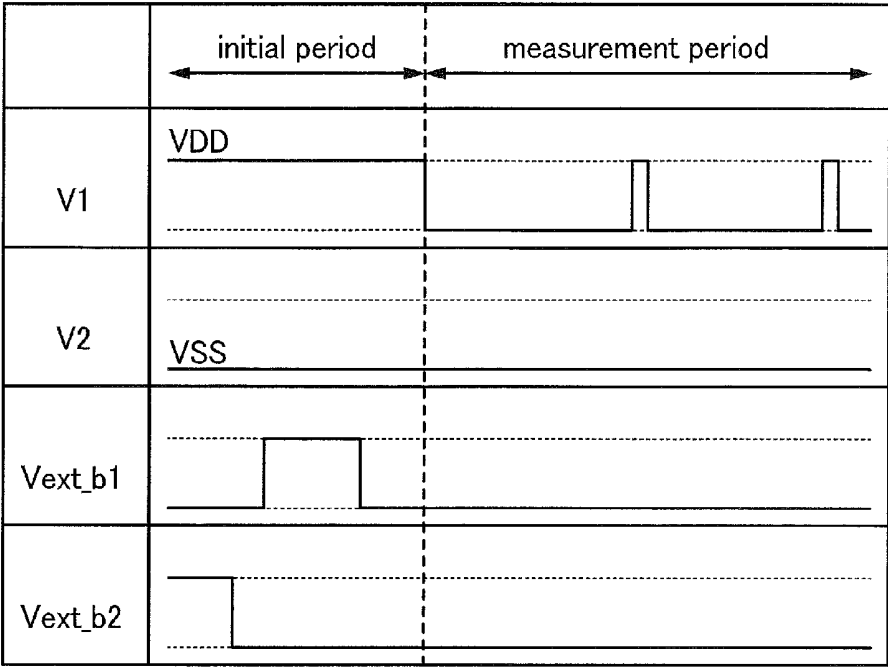 initial period
measurement period
V1
VDD
V2
VSS
Vext_b1
Vext_b2